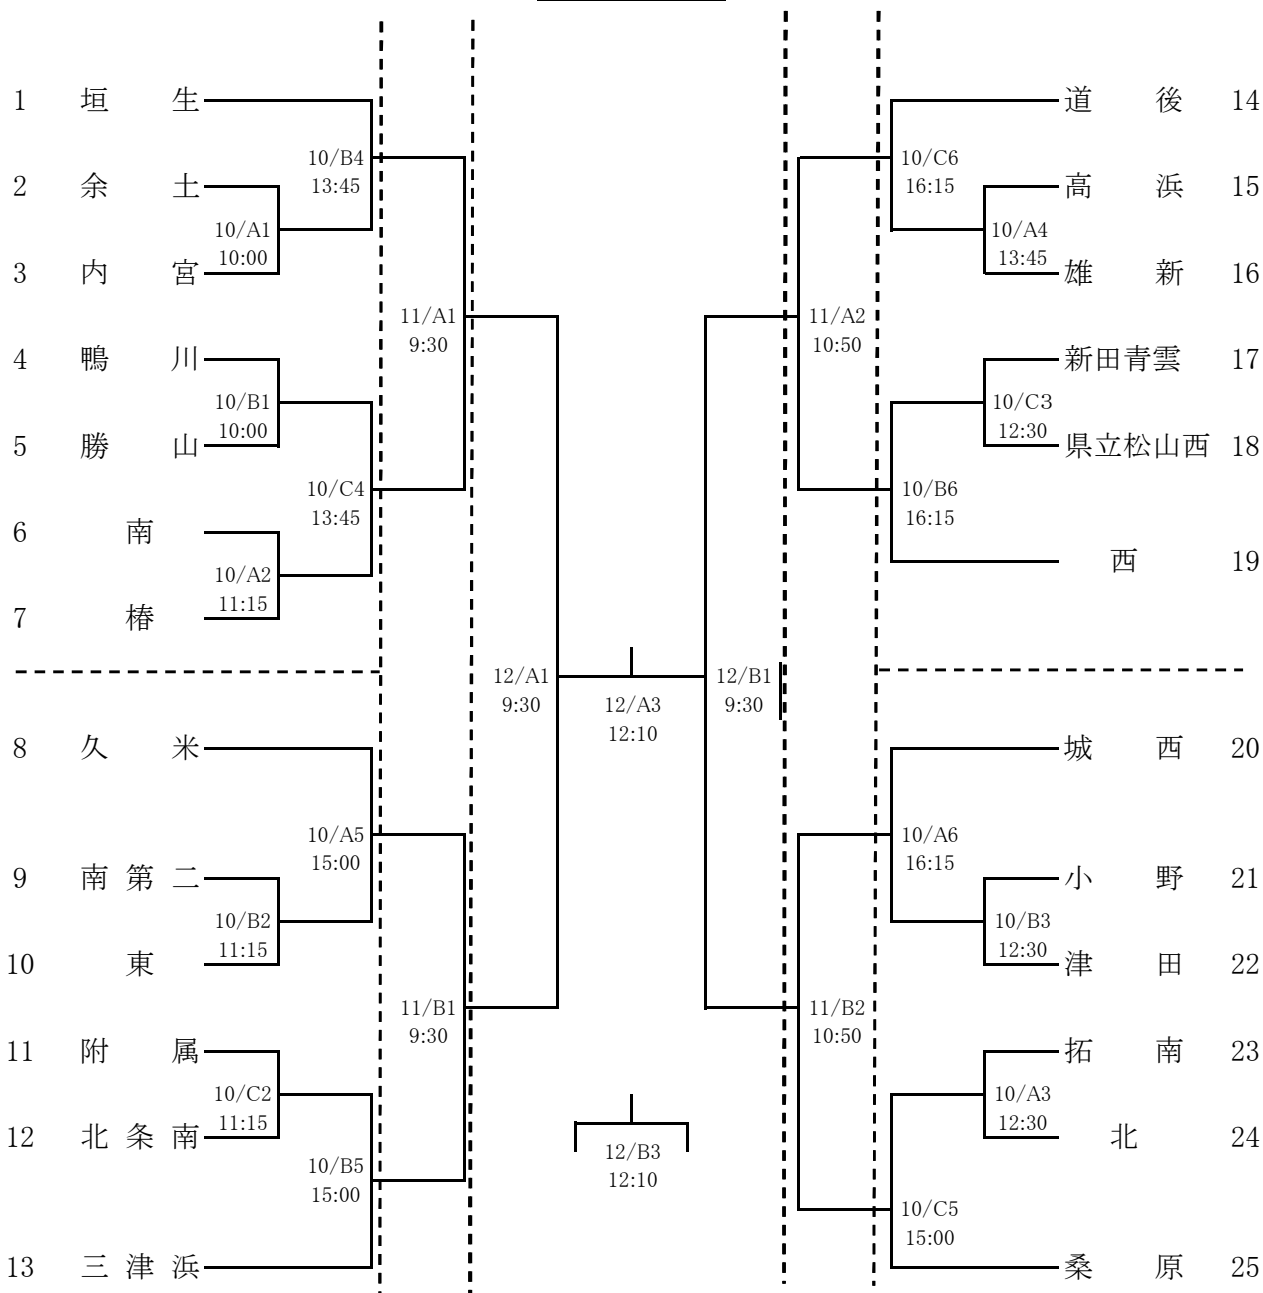 1 垣生
10/B4
13:45
2 余土
10/A1
10:00
3 内宮
11/A1
9:30
4 鴨川
10/B1
10:00
5 勝山
10/C4
13:45
6 南
10/A2
11:15
7 椿
12/A1
9:30
8 久米
10/A5
15:00
9 南第二
10/B2
11:15
10 東
11/B1
9:30
11 附属
10/C2
11:15
12 北条南
10/B5
15:00
13 三津浜
12/A3
12:10
12/B3
12:10
道後 14
10/C6
16:15
高浜 15
10/A4
13:45
雄新 16
11/A2
10:50
新田青雲 17
10/C3
12:30
県立松山西 18
10/B6
16:15
西 19
12/B1
9:30
城西 20
10/A6
16:15
小野 21
10/B3
12:30
津田 22
11/B2
10:50
拓南 23
10/A3
12:30
北 24
10/C5
15:00
桑原 25